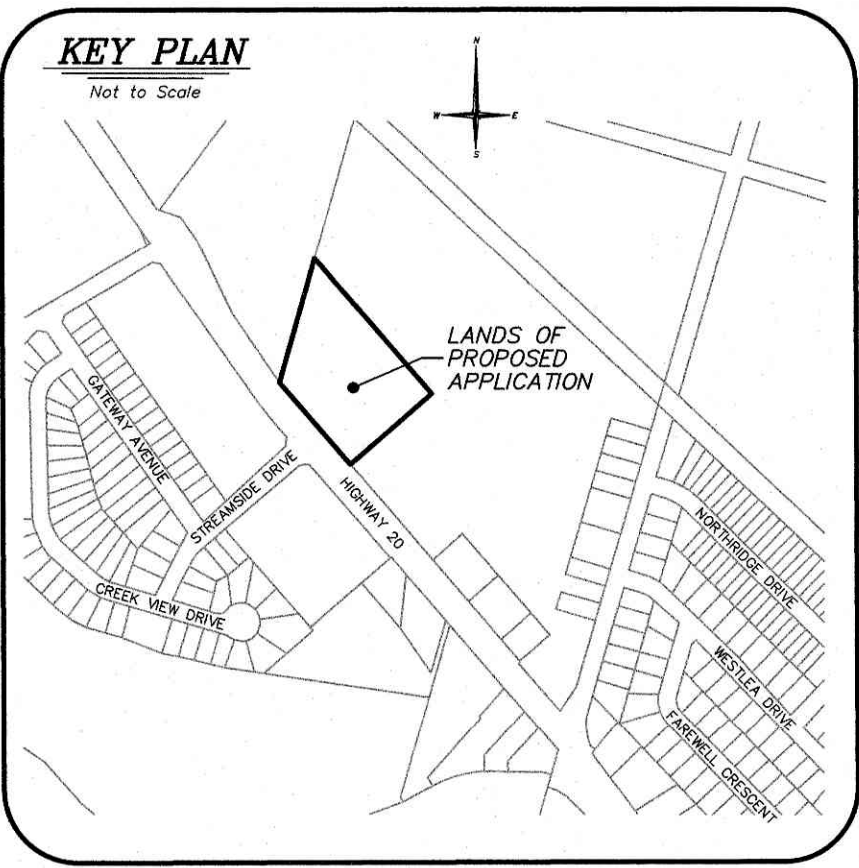 KEY PLAN
Not to Scale
N
W
E
S
LANDS OF
PROPOSED
APPLICATION
GATEWAY AVENUE
STREAMSIDE DRIVE
HIGHWAY 20
CREEK VIEW DRIVE
NORTHRIDGE DRIVE
WESTLEA DRIVE
FAREWELL CRESCENT